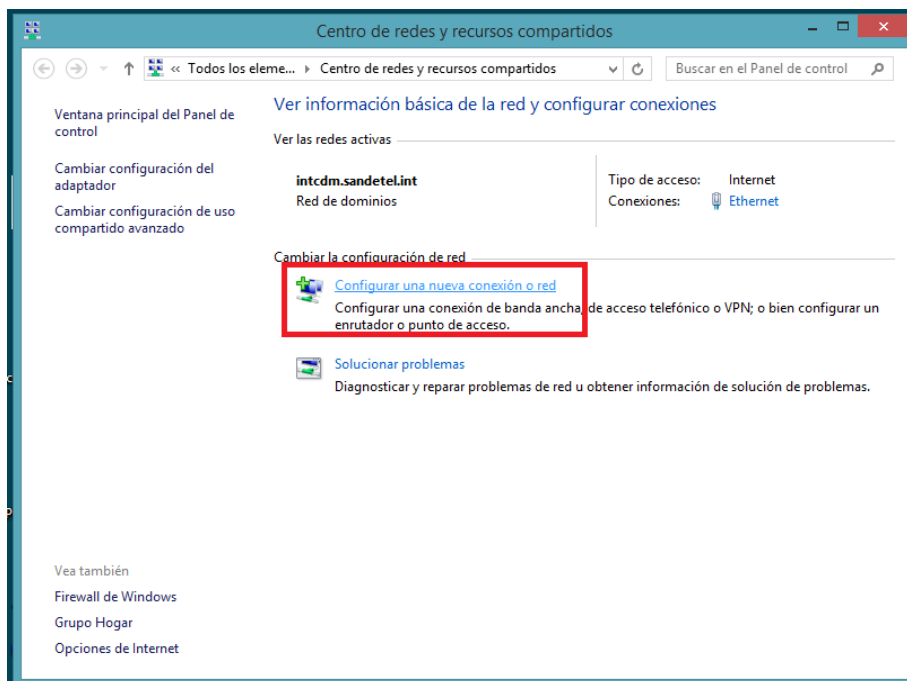 Centro de redes y recursos compartidos
« Todos los eleme... Centro de redes y recursos compartidos
Buscar en el Panel de control
Ventana principal del Panel de
control
Cambiar configuración del
adaptador
Cambiar configuración de uso
compartido avanzado
Ver información básica de la red y configurar conexiones
Ver las redes activas
intcdm.sandetel.int
Red de dominios
Tipo de acceso: Internet
Conexiones: Ethernet
Cambiar la configuración de red
Configurar una nueva conexión o red
Configurar una conexión de banda ancha, de acceso telefónico o VPN; o bien configurar un
enrutador o punto de acceso.
Solucionar problemas
Diagnosticar y reparar problemas de red u obtener información de solución de problemas.
Vea también
Firewall de Windows
Grupo Hogar
Opciones de Internet